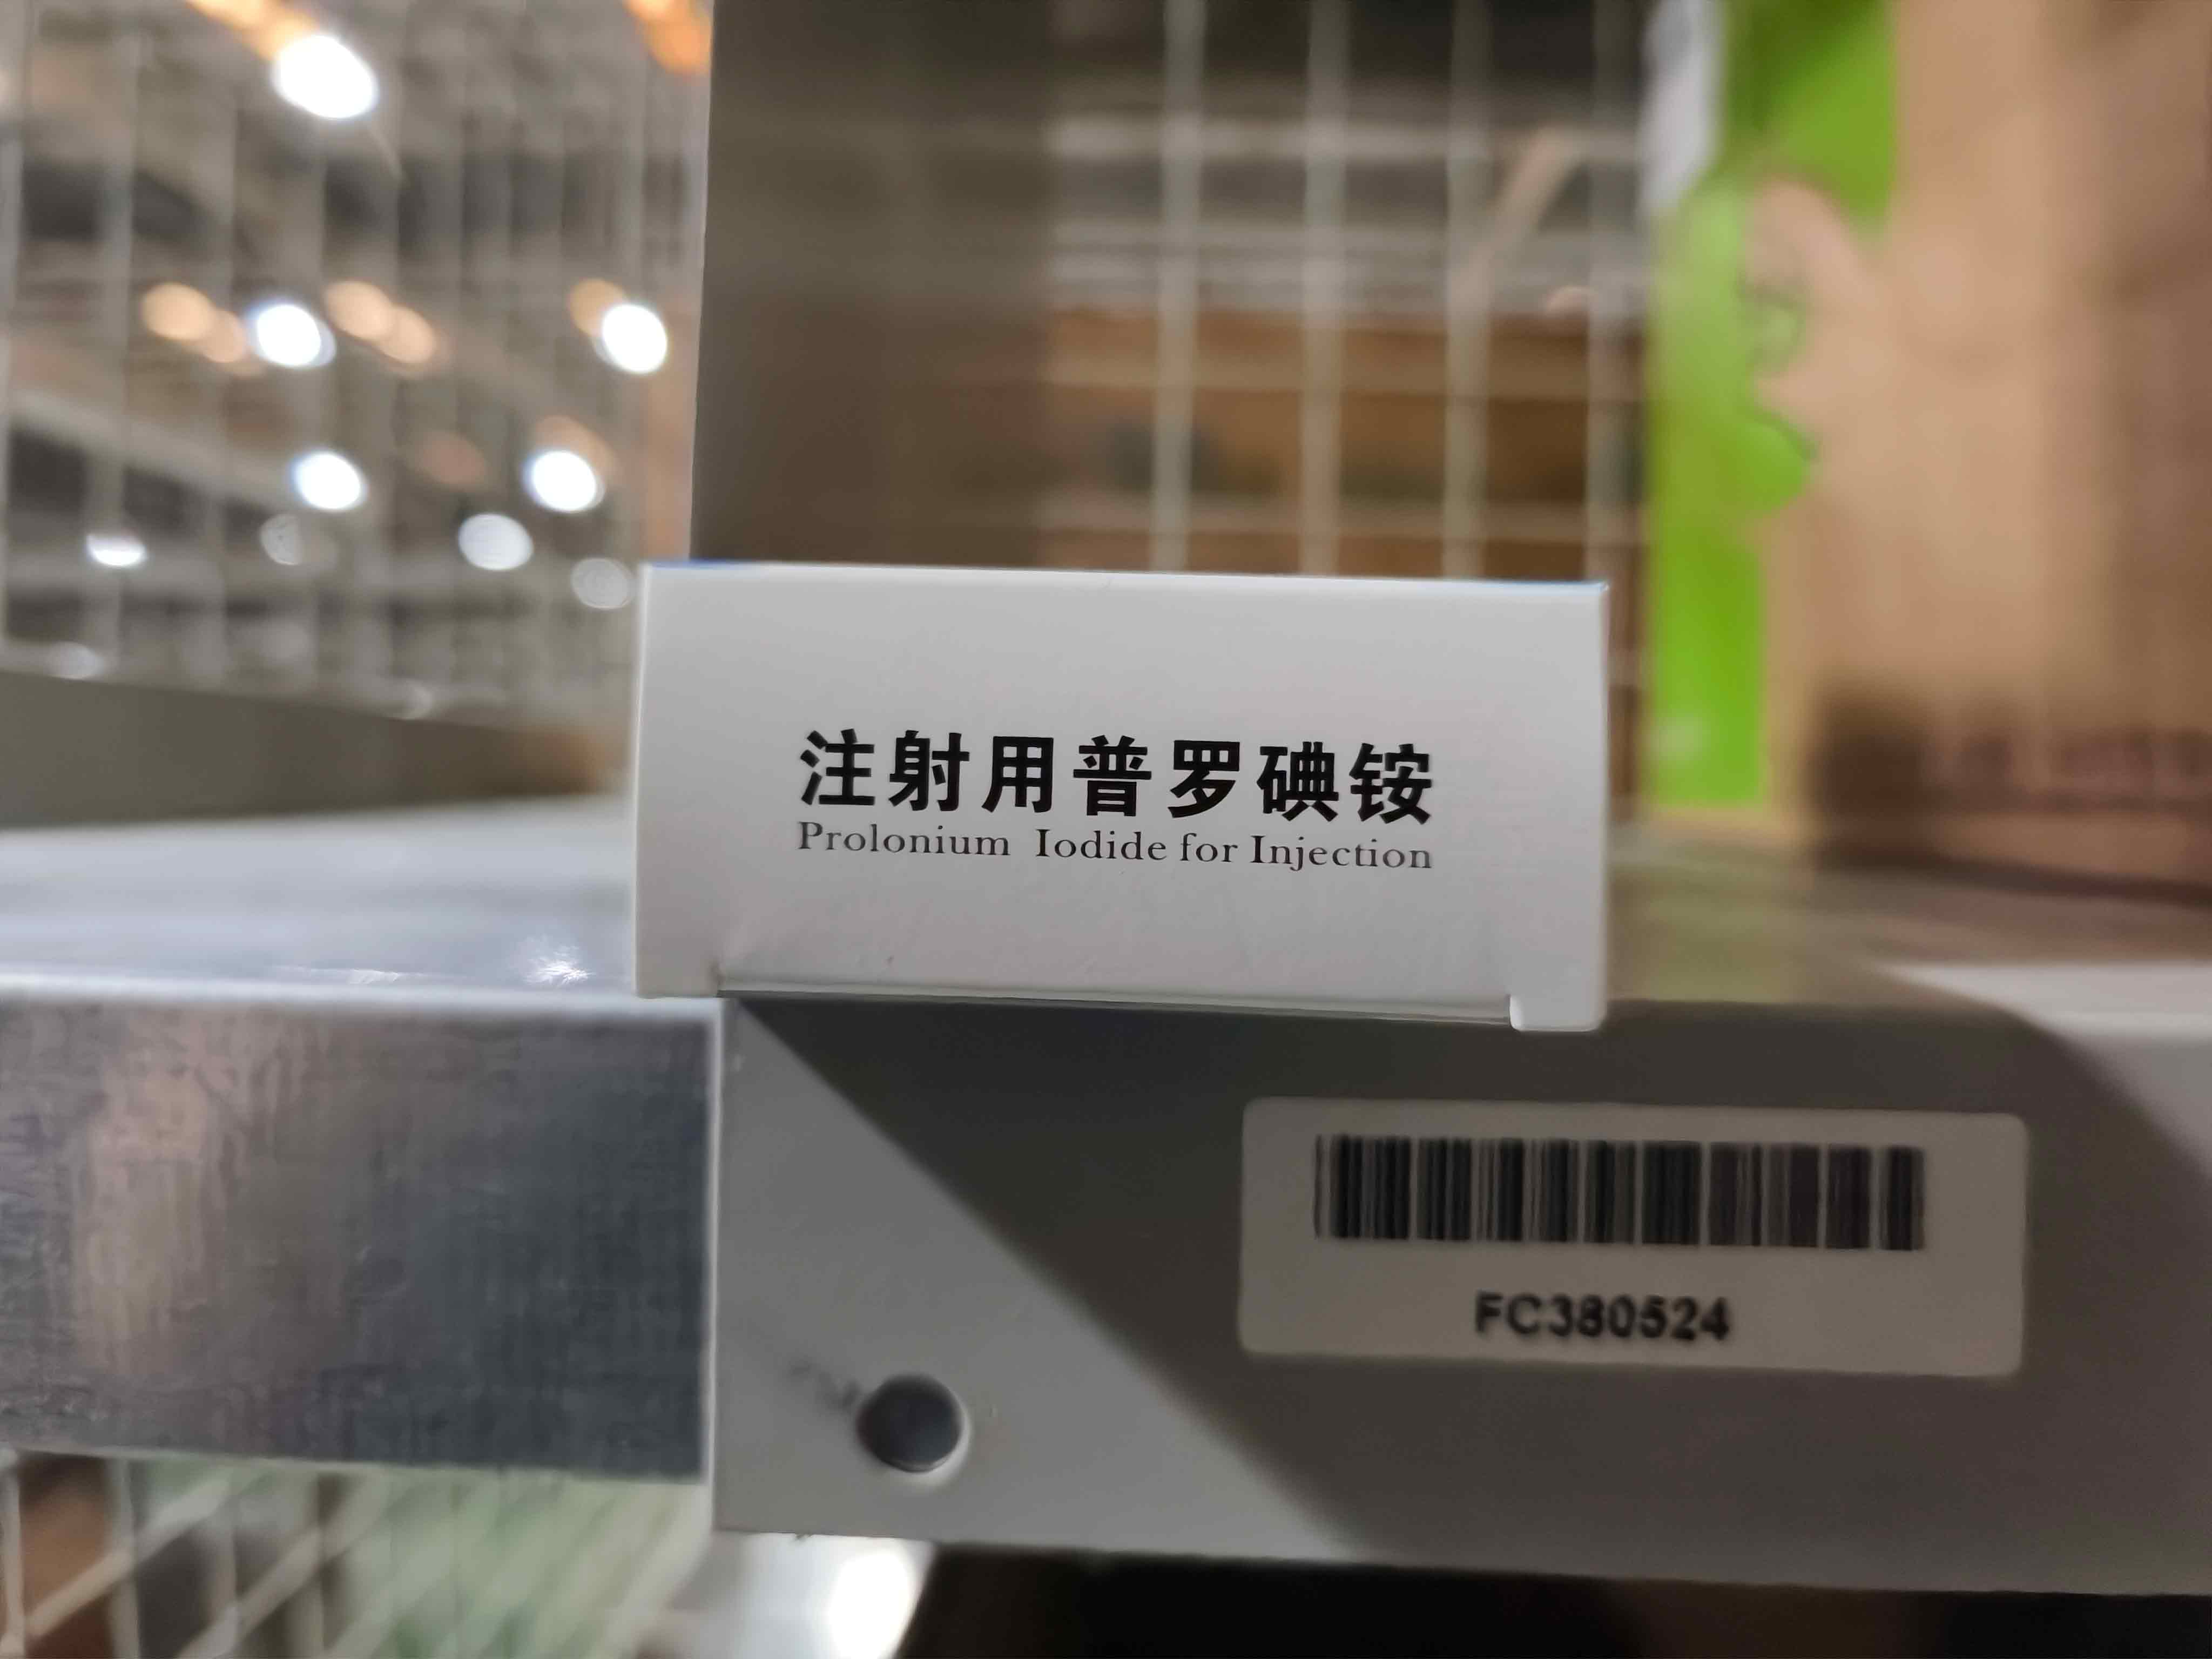 注射用普罗碘铵
Prolonium Iodide for Injection
FC380524